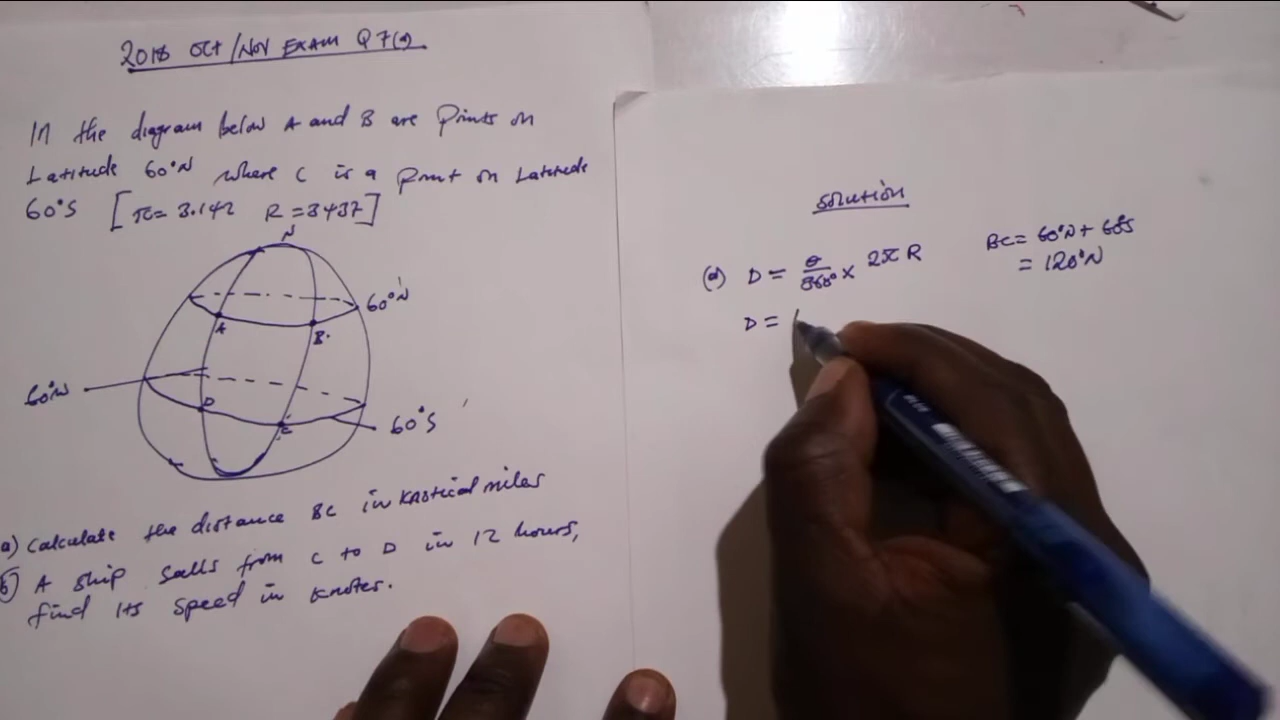 2018 OCT/NOV EXAM Q7(a)
In the diagram below A and B are points on
Latitude 60°N where C is a point on Latitude
60°S [π = 3.142 R = 3437]
N
60°N
A
B
60°W
D
C
60°S
a) Calculate the distance BC in nautical miles
b) A ship sails from C to D in 12 hours,
find its speed in knotes.
Solution
(a) D = θ/360° × 2πR
BC = 60°N + 60°S
= 120°N
D =